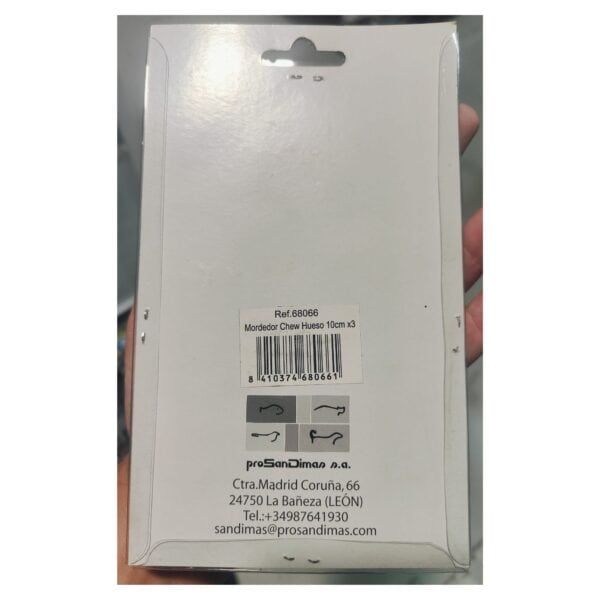 Ref.68066
Mordedor Chew Hueso 10cm x3
8 410374 680661
proSanDimas s.a.
Ctra.Madrid Coruña,66
24750 La Bañeza (LEÓN)
Tel.:+34987641930
sandimas@prosandimas.com